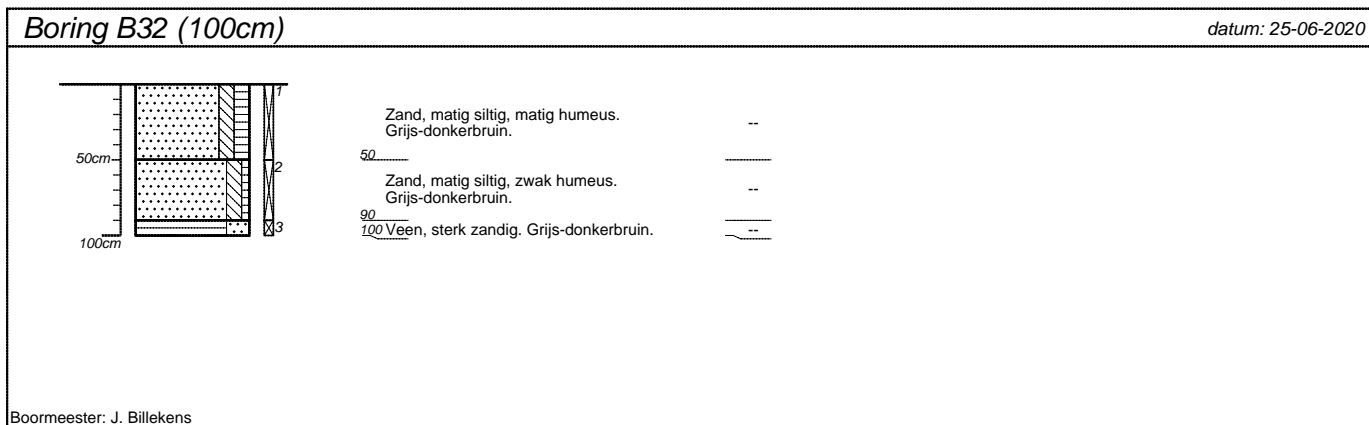 Boring B32 (100cm)
datum: 25-06-2020
1
Zand, matig siltig, matig humeus.
--
Grijs-donkerbruin.
50cm
50
2
Zand, matig siltig, zwak humeus.
--
Grijs-donkerbruin.
90
3
100 Veen, sterk zandig. Grijs-donkerbruin.
--
100cm
Boormeester: J. Billekens